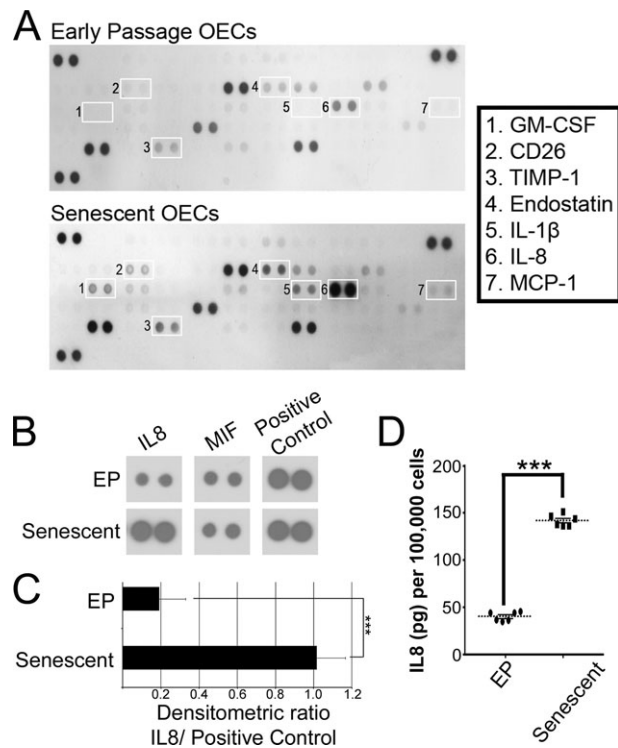 A
Early Passage OECs
1
2
3
4
5
6
7
Senescent OECs
1
2
3
4
5
6
7
1. GM-CSF
2. CD26
3. TIMP-1
4. Endostatin
5. IL-1β
6. IL-8
7. MCP-1
B
IL8
MIF
Positive
Control
EP
Senescent
C
EP
Senescent
***
0.2 0.4 0.6 0.8 1.0 1.2
Densitometric ratio
IL8/ Positive Control
D
IL8 (pg) per 100,000 cells
200
150
100
50
0
***
EP
Senescent